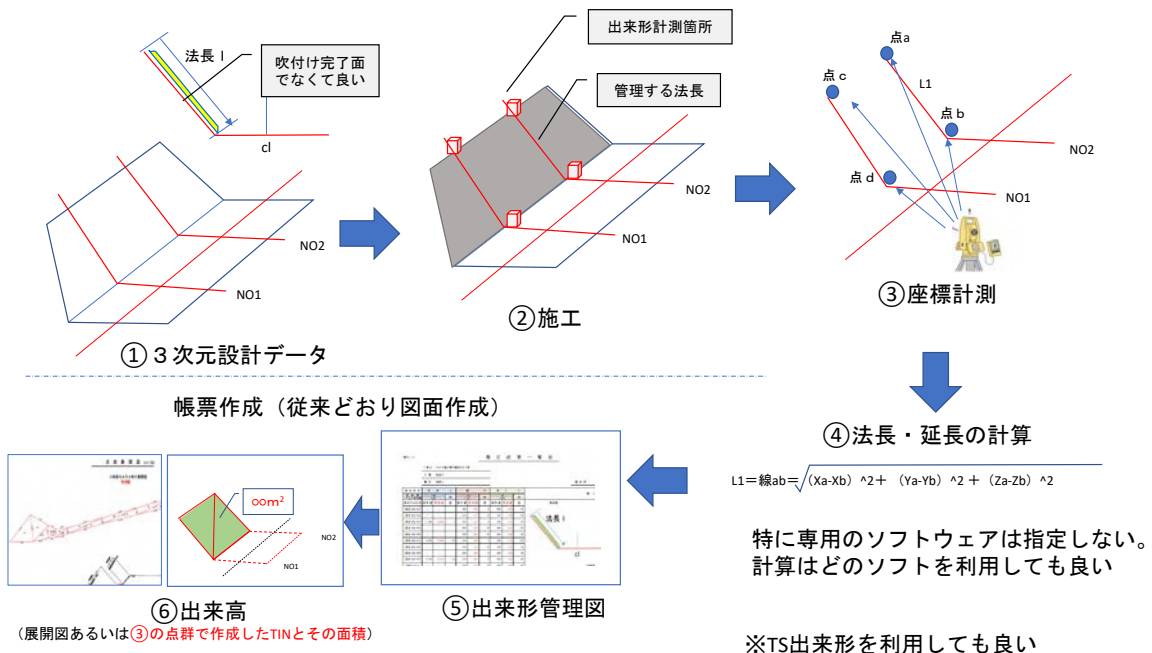 法長 l
吹付け完了面
でなくて良い
cl
NO2
NO1
①３次元設計データ
出来形計測箇所
管理する法長
NO2
NO1
②施工
点a
点ｃ
L1
点ｂ
NO2
点ｄ
NO1
③座標計測
帳票作成（従来どおり図面作成）
④法長・延長の計算
L1＝線ab＝√（Xa-Xb）^2＋（Ya-Yb）^2＋（Za-Zb）^2
特に専用のソフトウェアは指定しない。
計算はどのソフトを利用しても良い
※TS出来形を利用しても良い
法長 l
cl
⑤出来形管理図
○○m²
NO2
NO1
⑥出来高
（展開図あるいは③の点群で作成したTINとその面積）